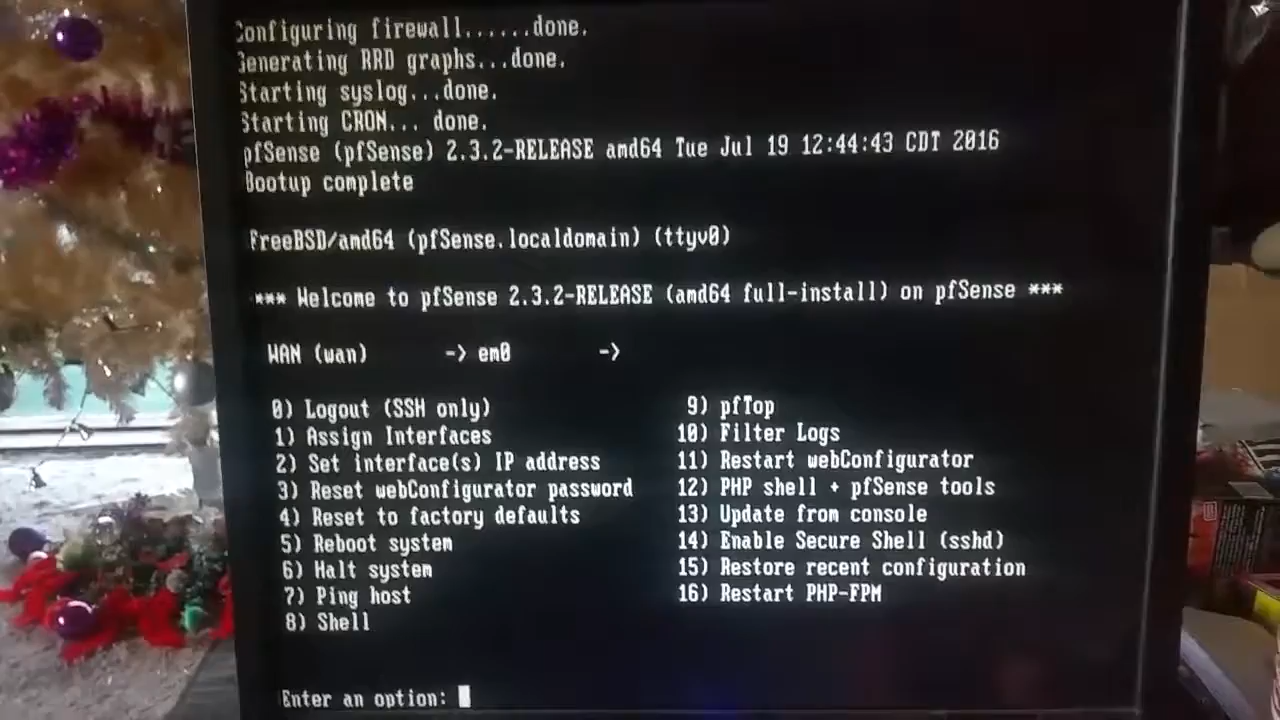 Configuring firewall......done.
Generating RRD graphs...done.
Starting syslog...done.
Starting CRON... done.
pfSense (pfSense) 2.3.2-RELEASE amd64 Tue Jul 19 12:44:43 CDT 2016
Bootup complete
FreeBSD/amd64 (pfSense.localdomain) (ttyv0)
*** Welcome to pfSense 2.3.2-RELEASE (amd64 full-install) on pfSense ***
WAN (wan) -> em0 ->
0) Logout (SSH only)
1) Assign Interfaces
2) Set interface(s) IP address
3) Reset webConfigurator password
4) Reset to factory defaults
5) Reboot system
6) Halt system
7) Ping host
8) Shell
9) pfTop
10) Filter Logs
11) Restart webConfigurator
12) PHP shell + pfSense tools
13) Update from console
14) Enable Secure Shell (sshd)
15) Restore recent configuration
16) Restart PHP-FPM
Enter an option: